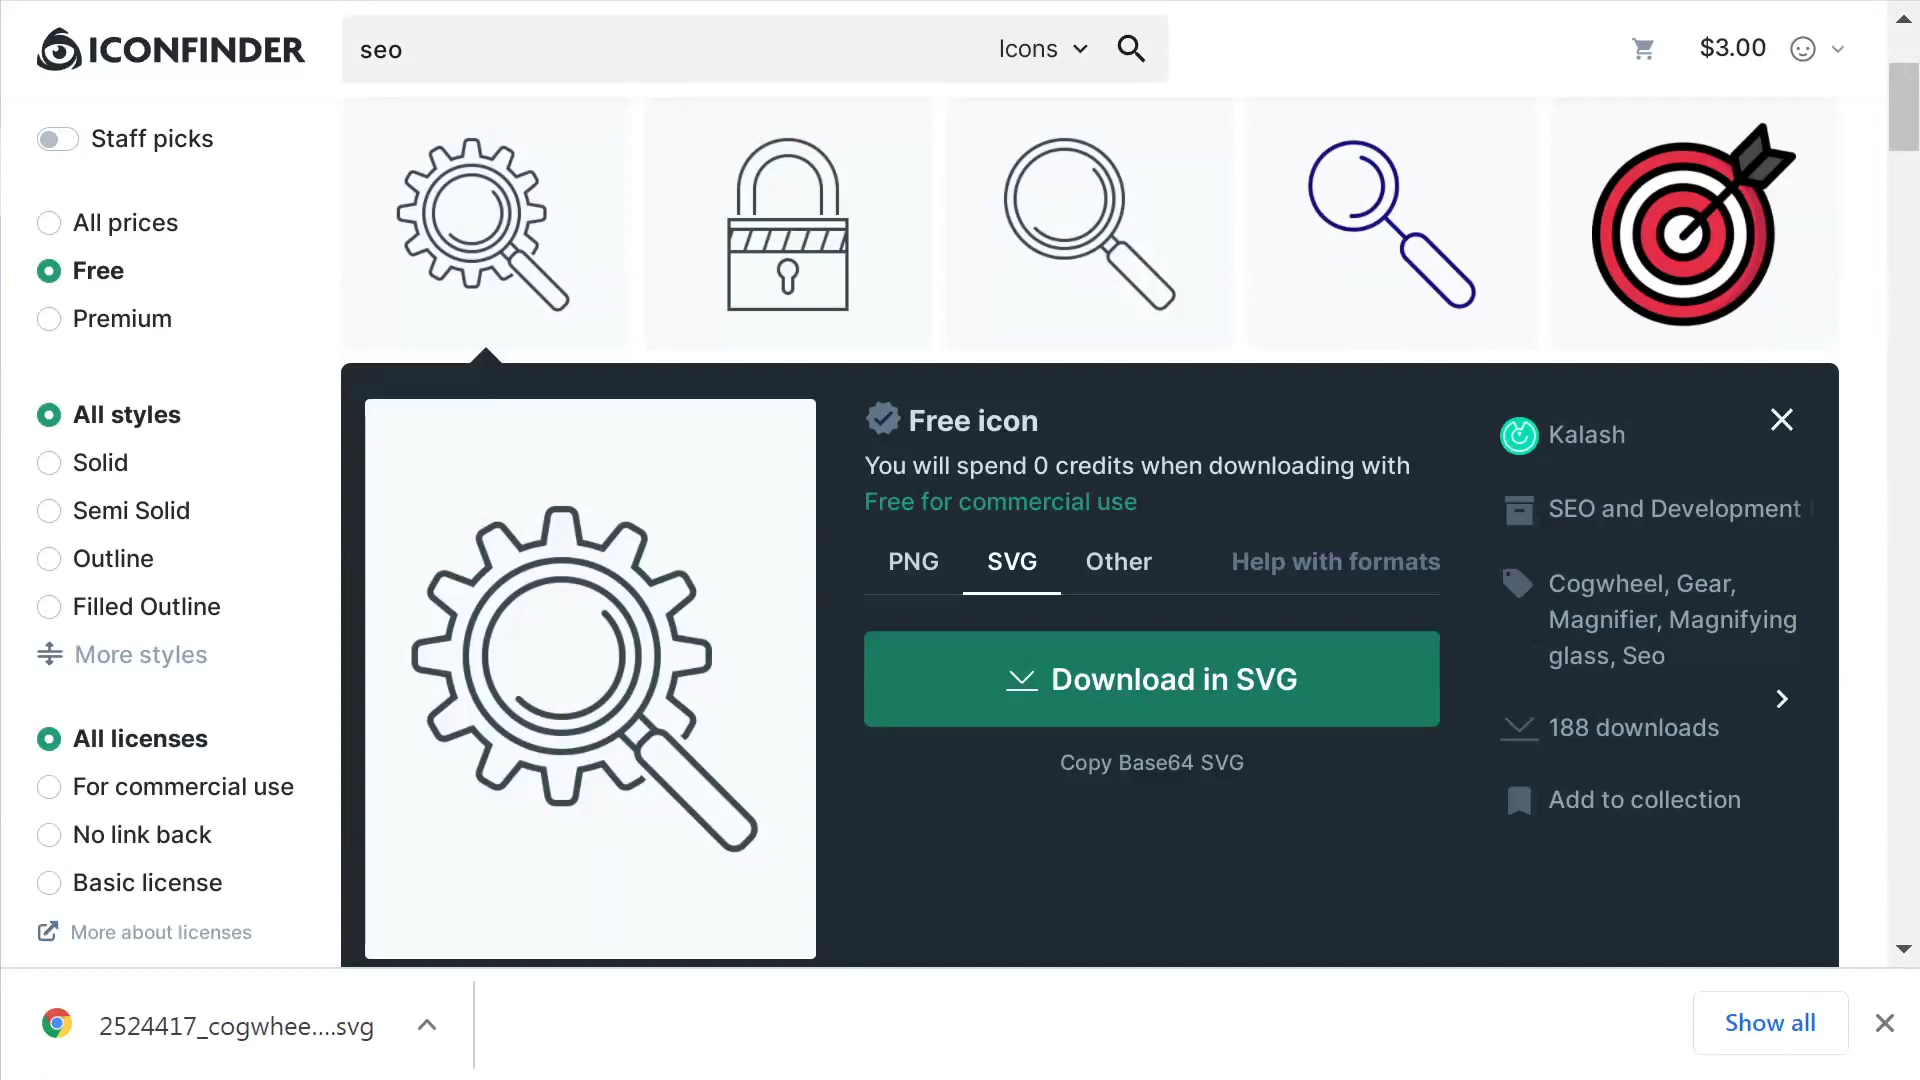 ICONFINDER
seo
Icons
$3.00
Staff picks
All prices
Free
Premium
All styles
Solid
Semi Solid
Outline
Filled Outline
More styles
All licenses
For commercial use
No link back
Basic license
More about licenses
Free icon
You will spend 0 credits when downloading with
Free for commercial use
PNG SVG Other Help with formats
Download in SVG
Copy Base64 SVG
Kalash
SEO and Development
Cogwheel, Gear,
Magnifier, Magnifying
glass, Seo
188 downloads
Add to collection
2524417_cogwhee....svg
Show all